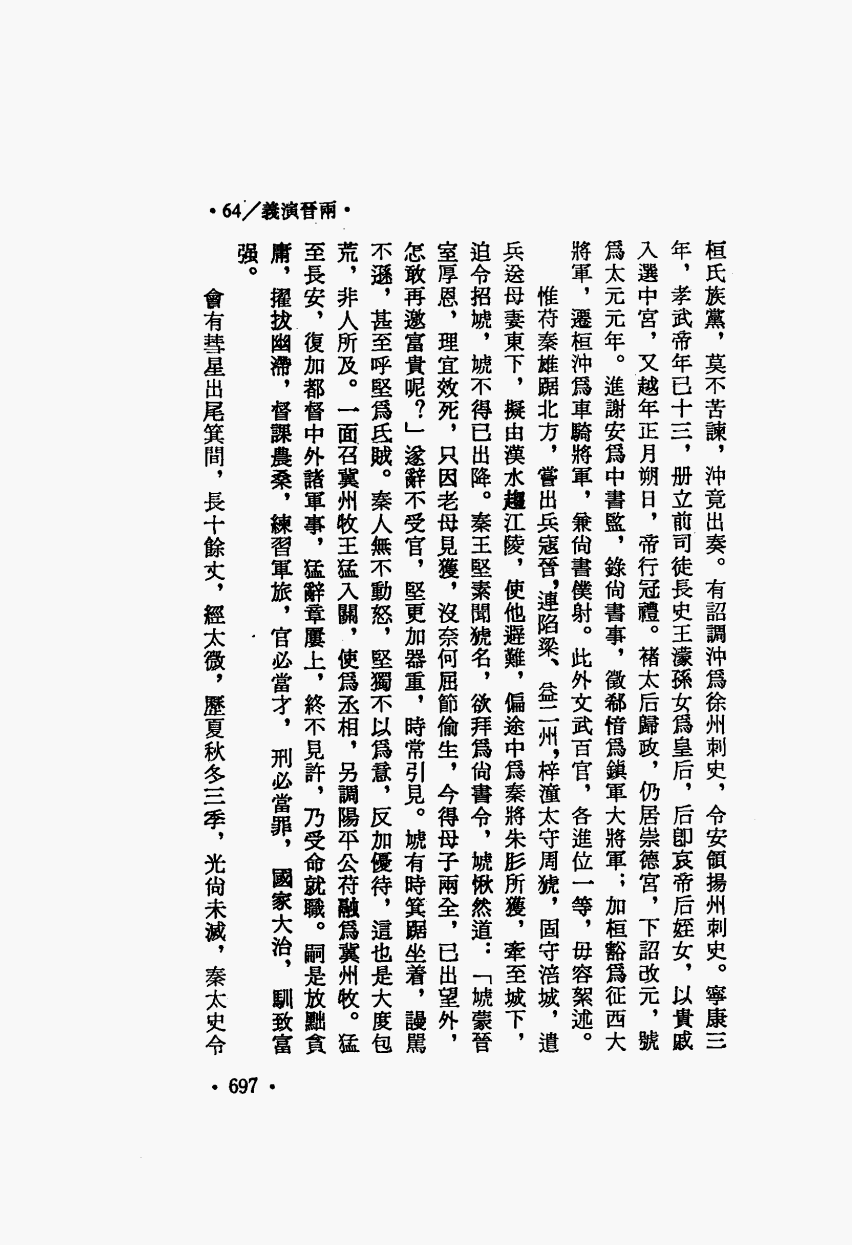 •64／義演晉兩•
桓氏族黨，莫不苦諫，沖竟出奏。有詔調沖爲徐州刺史，令安領揚州刺史。寧康三
年，孝武帝年已十三，册立前司徒長史王濛孫女爲皇后，后卽哀帝后姪女，以貴戚
入選中宮，又越年正月朔日，帝行冠禮。褚太后歸政，仍居崇德宮，下詔改元，號
爲太元元年。進謝安爲中書監，錄尙書事，徵郗愔爲鎭軍大將軍；加桓豁爲征西大
將軍，遷桓沖爲車騎將軍，兼尙書僕射。此外文武百官，各進位一等，毋容絮述。
惟苻秦雄踞北方，嘗出兵寇晉，連陷梁、益二州，梓潼太守周虓，固守涪城，遣
兵送母妻東下，擬由漢水趨江陵，使他避難，偏途中爲秦將朱肜所獲，牽至城下，
迫令招虓，虓不得已出降。秦王堅素聞虓名，欲拜爲尙書令，虓愀然道：「虓蒙晉
室厚恩，理宜效死，只因老母見獲，沒奈何屈節偷生，今得母子兩全，已出望外，
怎敢再邀富貴呢？」遂辭不受官，堅更加器重，時常引見。虓有時箕踞坐着，謾駡
不遜，甚至呼堅爲氐賊。秦人無不動怒，堅獨不以爲意，反加優待，這也是大度包
荒，非人所及。一面召冀州牧王猛入關，使爲丞相，另調陽平公苻融爲冀州牧。猛
至長安，復加都督中外諸軍事，猛辭章屢上，終不見許，乃受命就職。嗣是放黜貪
庸，擢拔幽滯，督課農桑，練習軍旅，官必當才，刑必當罪，國家大治，馴致富
强。
會有彗星出尾箕間，長十餘丈，經太微，歷夏秋冬三季，光尙未滅，秦太史令
•697•